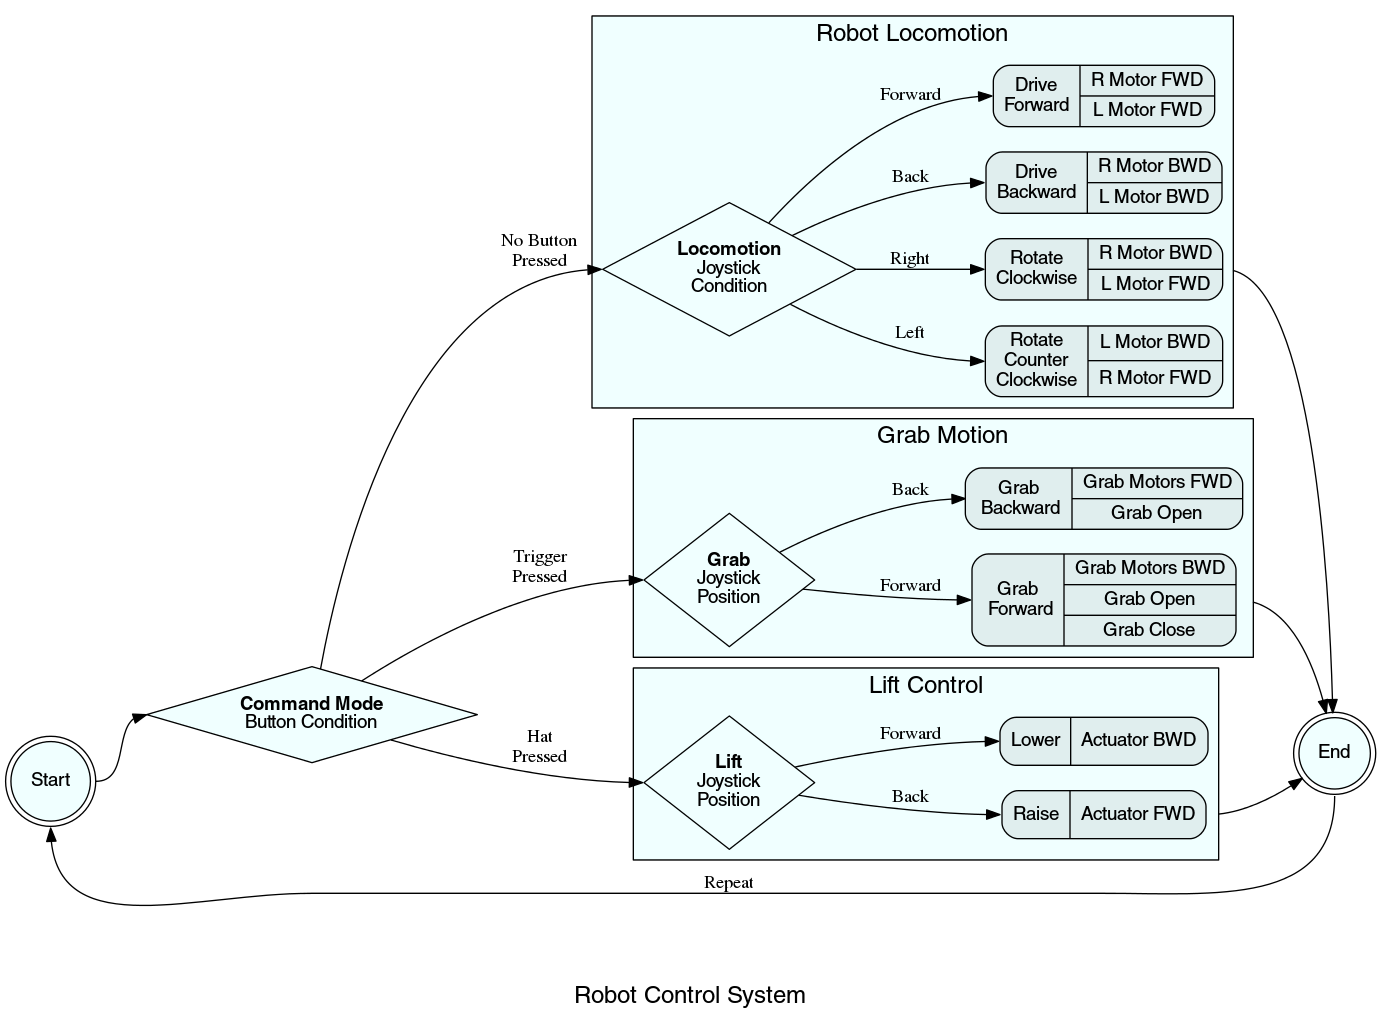 Robot Locomotion
Forward
Drive
Forward
R Motor FWD
L Motor FWD
Back
Drive
Backward
R Motor BWD
L Motor BWD
No Button
Pressed
Locomotion
Joystick
Condition
Right
Rotate
Clockwise
R Motor BWD
L Motor FWD
Left
Rotate
Counter
Clockwise
L Motor BWD
R Motor FWD
Grab Motion
Back
Grab
Backward
Grab Motors FWD
Grab Open
Trigger
Pressed
Grab
Joystick
Position
Forward
Grab
Forward
Grab Motors BWD
Grab Open
Grab Close
Command Mode
Button Condition
Lift Control
Hat
Pressed
Lift
Joystick
Position
Forward
Lower
Actuator BWD
Back
Raise
Actuator FWD
Start
End
Repeat
Robot Control System